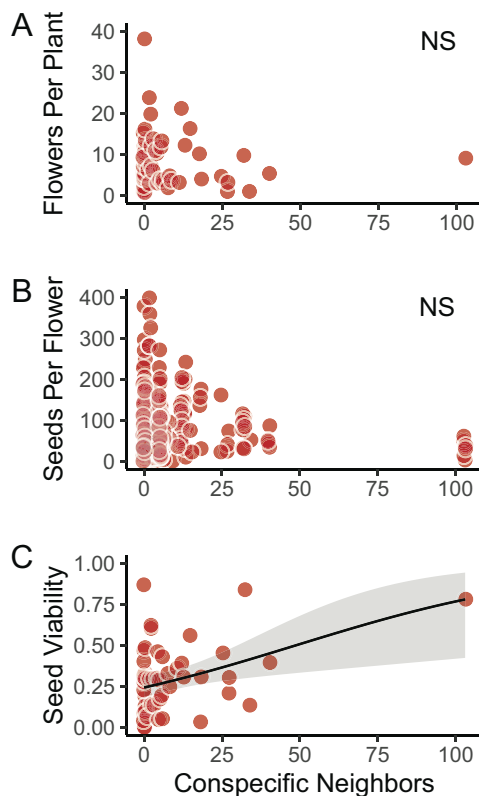 A
Flowers Per Plant
NS
40
30
20
10
0
0 25 50 75 100
B
Seeds Per Flower
NS
400
300
200
100
0
0 25 50 75 100
C
Seed Viability
1.00
0.75
0.50
0.25
0.00
0 25 50 75 100
Conspecific Neighbors